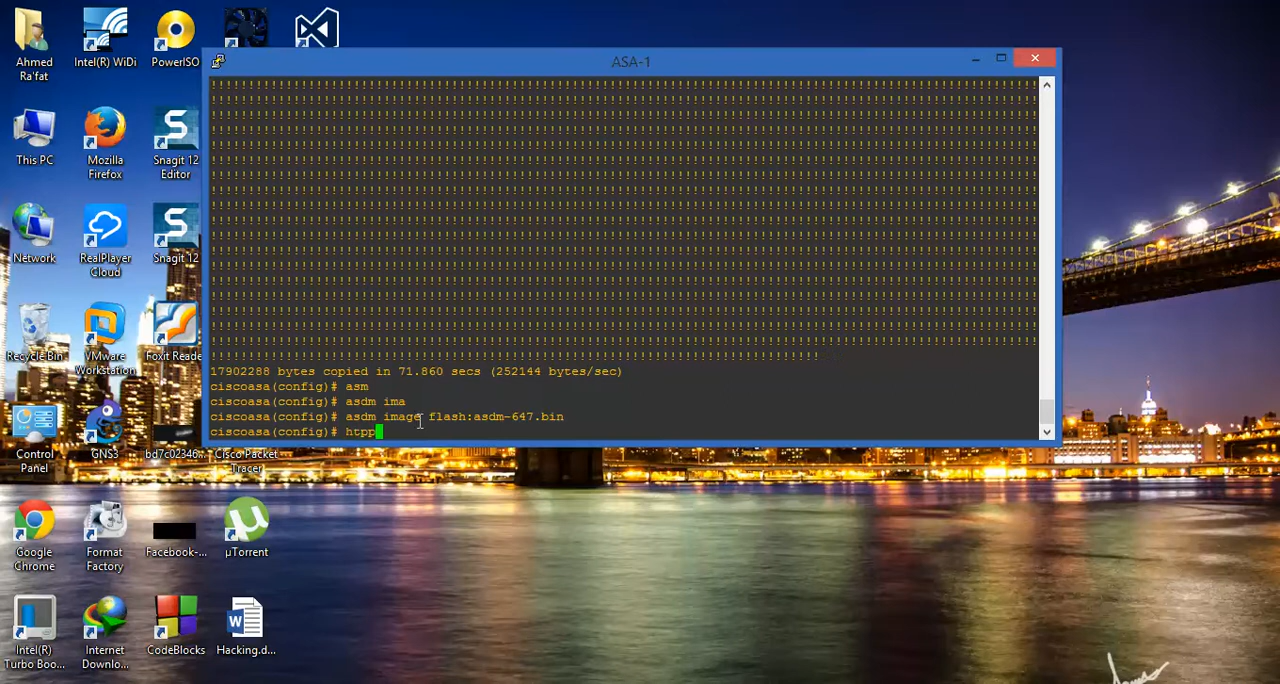 Ahmed
Ra'fat
Intel(R) WiDi
PowerISO
This PC
Mozilla
Firefox
Snagit 12
Editor
Network
RealPlayer
Cloud
Snagit 12
Recycle Bin
VMware
Workstation
Foxit Reade
Control
Panel
GNS3
bd7c02346...
Cisco Packet
Tracer
Google
Chrome
Format
Factory
Facebook-...
µTorrent
Intel(R)
Turbo Boo...
Internet
Downlo...
CodeBlocks
Hacking.d...
ASA-1
17902288 bytes copied in 71.860 secs (252144 bytes/sec)
ciscoasa(config)# asm
ciscoasa(config)# asdm ima
ciscoasa(config)# asdm image flash:asdm-647.bin
ciscoasa(config)# htpp